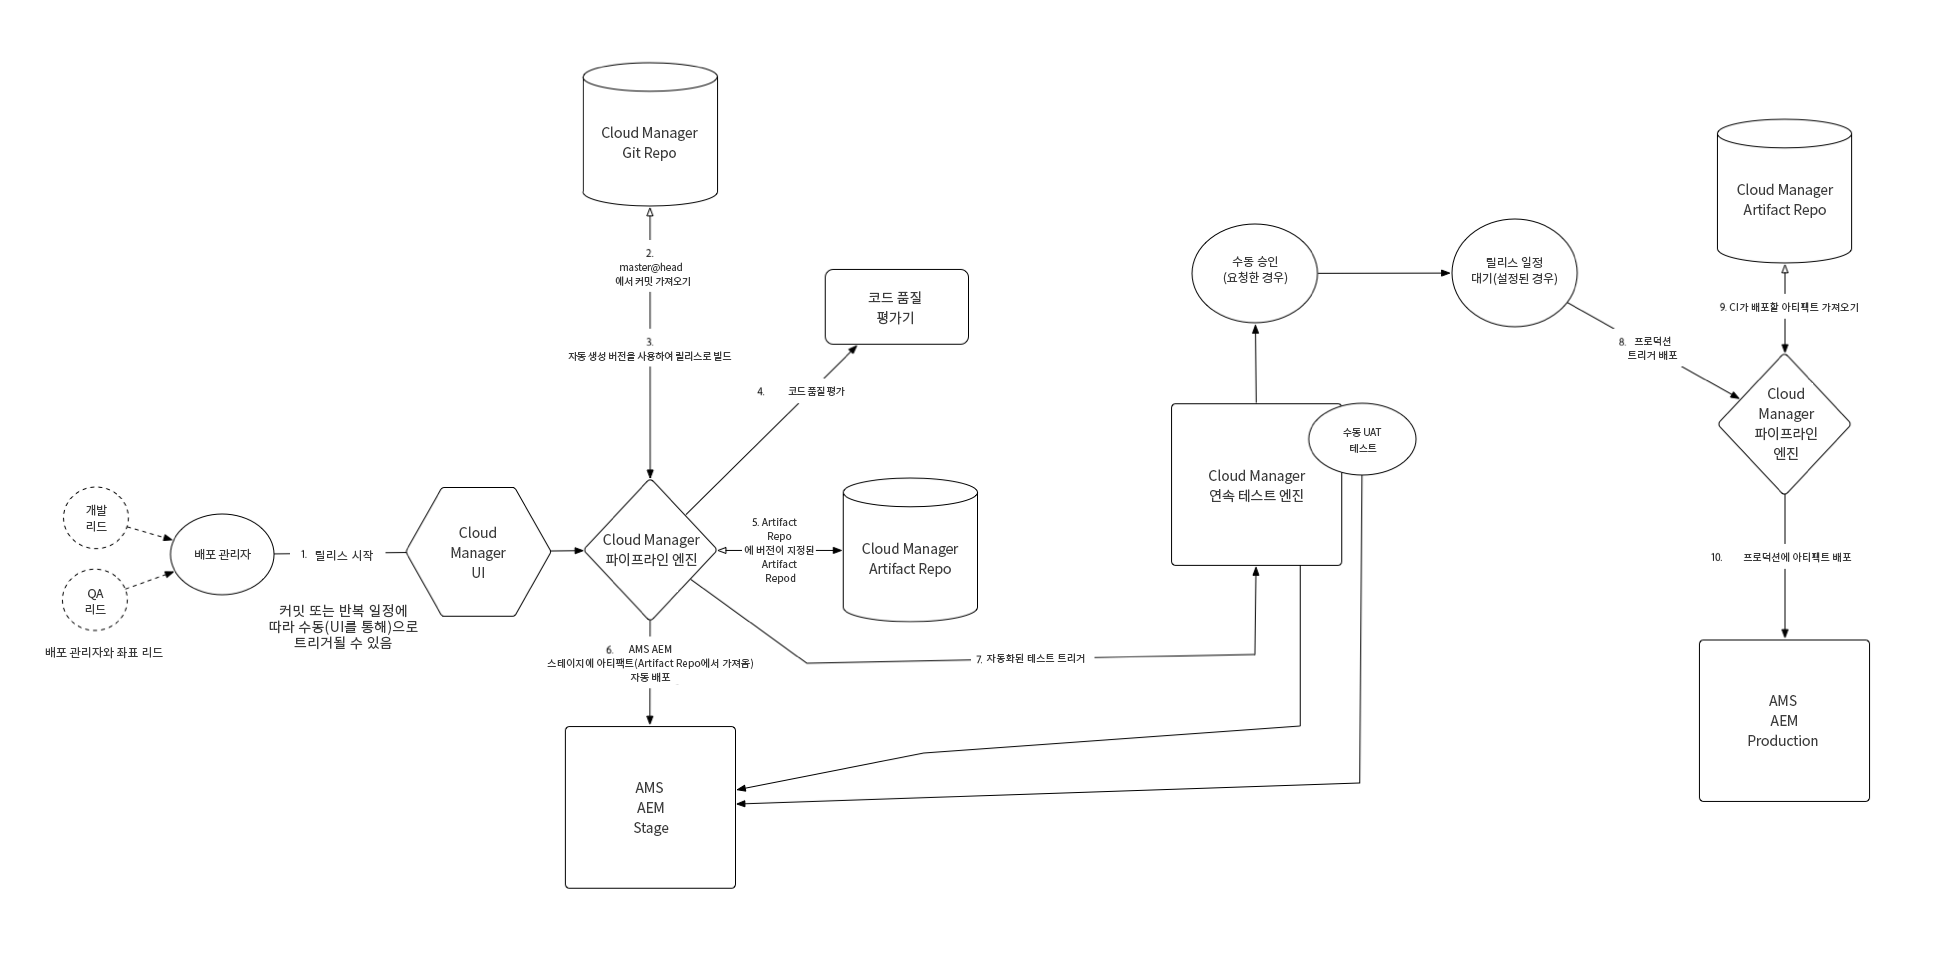 Cloud Manager
Git Repo
2.
master@head
에서 커밋 가져오기
3.
자동 생성 버전을 사용하여 릴리스로 빌드
코드 품질
평가기
4. 코드 품질 평가
개발
리드
QA
리드
배포 관리자와 좌표 리드
배포 관리자
1. 릴리스 시작
커밋 또는 반복 일정에
따라 수동(UI를 통해)으로
트리거될 수 있음
Cloud
Manager
UI
Cloud Manager
파이프라인 엔진
5. Artifact
Repo
에 버전이 지정된
Artifact
Repod
Cloud Manager
Artifact Repo
6. AMS AEM
스테이지에 아티팩트(Artifact Repo에서 가져옴)
자동 배포
AMS
AEM
Stage
7. 자동화된 테스트 트리거
Cloud Manager
연속 테스트 엔진
수동 UAT
테스트
수동 승인
(요청한 경우)
릴리스 일정
대기(설정된 경우)
8. 프로덕션
트리거 배포
Cloud Manager
Artifact Repo
9. CI가 배포할 아티팩트 가져오기
Cloud
Manager
파이프라인
엔진
10. 프로덕션에 아티팩트 배포
AMS
AEM
Production